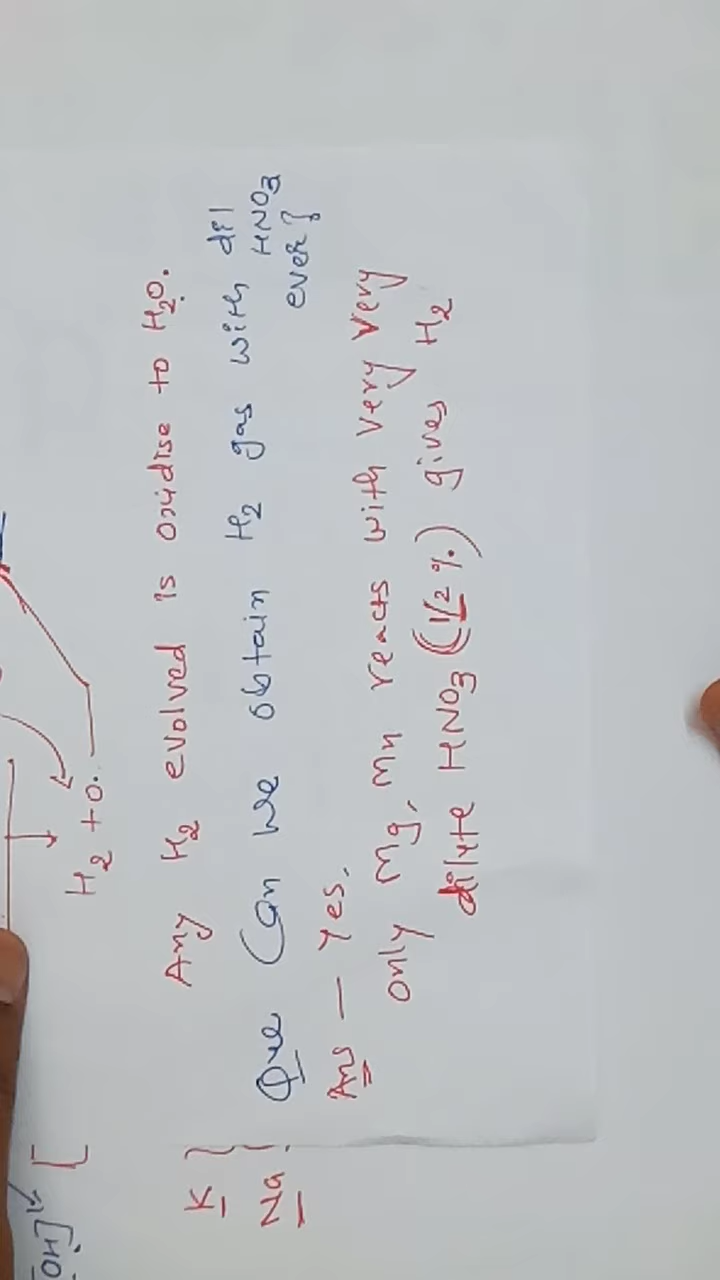 H2 + O.
Any H2 evolved is oxidise to H2O.
Que Can we obtain H2 gas with dil
HNO3
ever?
Ans — Yes.
only Mg, Mn reacts with very very
dilute HNO3 (1/2 %) gives H2
OH] [
K }
Na